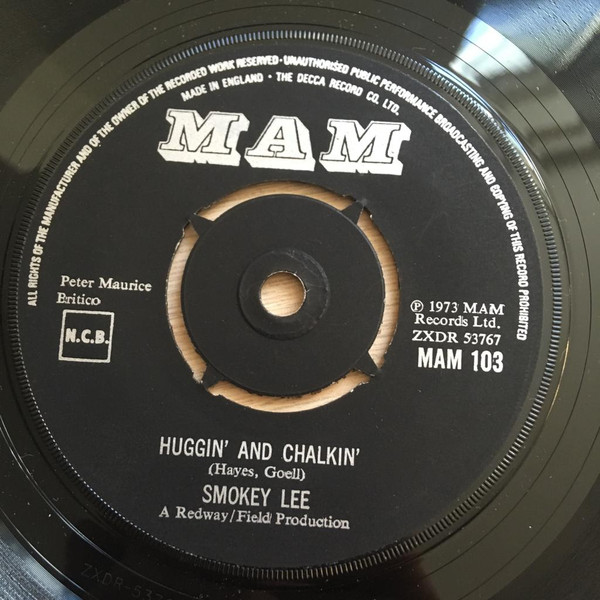 ALL RIGHTS OF THE MANUFACTURER AND OF THE OWNER OF THE RECORDED WORK RESERVED · UNAUTHORISED PUBLIC PERFORMANCE BROADCASTING AND COPYING OF THIS RECORD PROHIBITED
MADE IN ENGLAND · THE DECCA RECORD CO. LTD.
MAM
Peter Maurice
Britico
N.C.B.
℗ 1973 MAM
Records Ltd.
ZXDR 53767
MAM 103
HUGGIN' AND CHALKIN'
(Hayes, Goell)
SMOKEY LEE
A Redway/Field Production